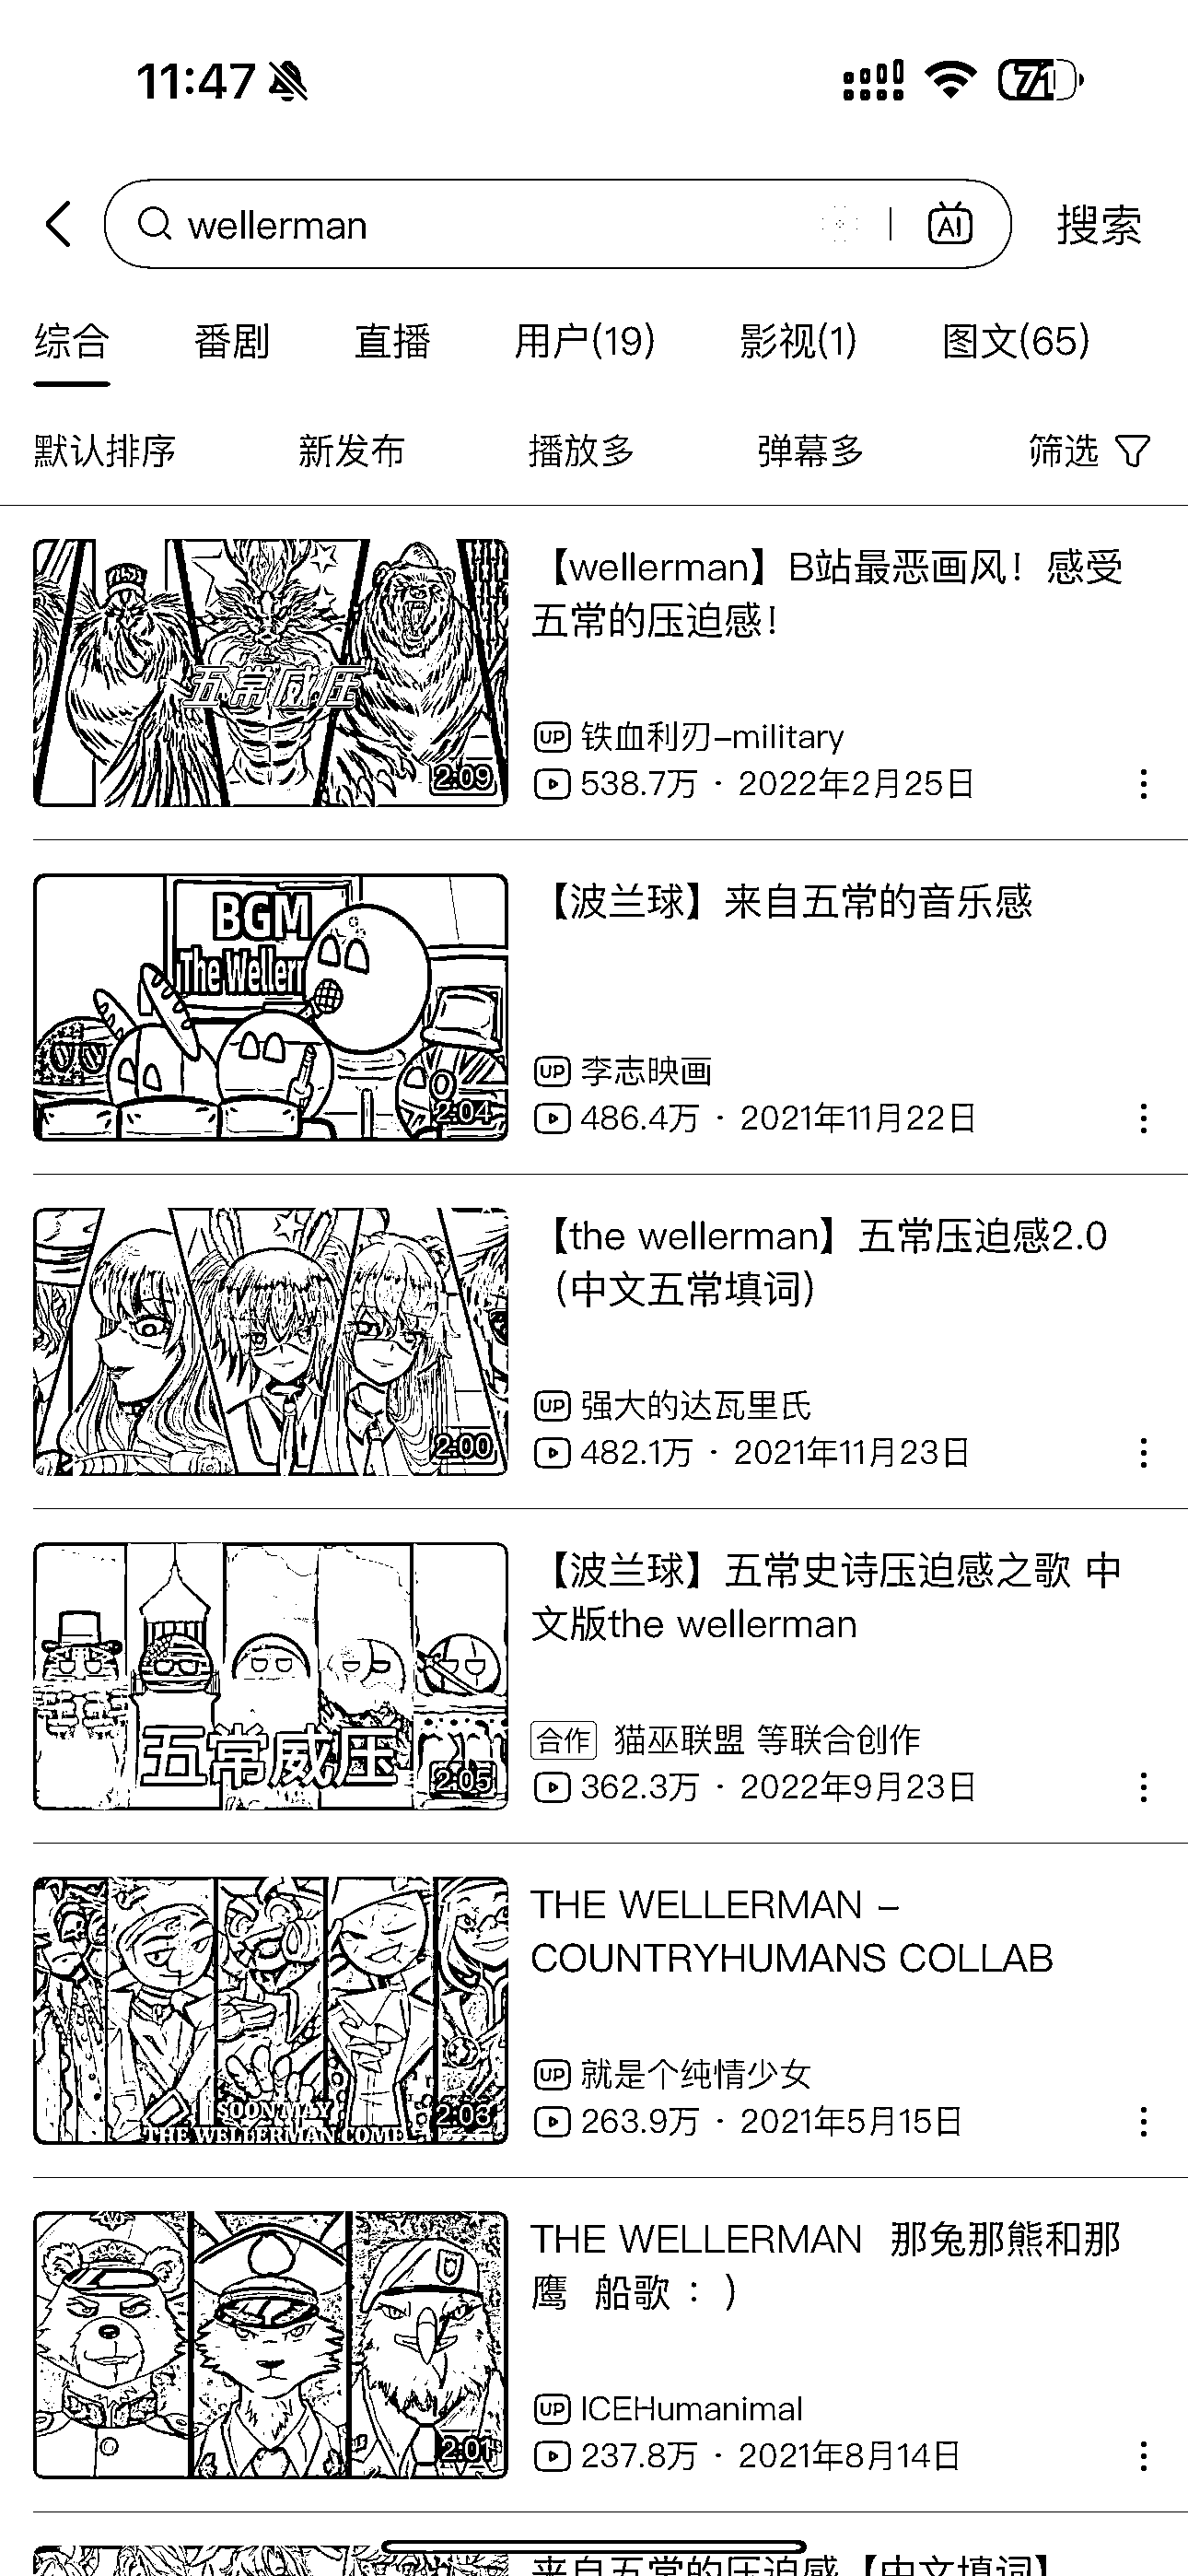 11:47
71
wellerman
AI
搜索
综合 番剧 直播 用户(19) 影视(1) 图文(65)
默认排序 新发布 播放多 弹幕多 筛选
五常威压
2:09
【wellerman】B站最恶画风！感受
五常的压迫感！
UP 铁血利刃-military
538.7万 · 2022年2月25日
BGM
The Weller
2:04
【波兰球】来自五常的音乐感
UP 李志映画
486.4万 · 2021年11月22日
2:00
【the wellerman】五常压迫感2.0
（中文五常填词）
UP 强大的达瓦里氏
482.1万 · 2021年11月23日
五常威压
2:05
【波兰球】五常史诗压迫感之歌 中
文版the wellerman
合作 猫巫联盟 等联合创作
362.3万 · 2022年9月23日
SOON MAY
THE WELLERMAN COME
2:03
THE WELLERMAN –
COUNTRYHUMANS COLLAB
UP 就是个纯情少女
263.9万 · 2021年5月15日
2:01
THE WELLERMAN 那兔那熊和那
鹰 船歌：）
UP ICEHumanimal
237.8万 · 2021年8月14日
来自五常的压迫感【中文填词】